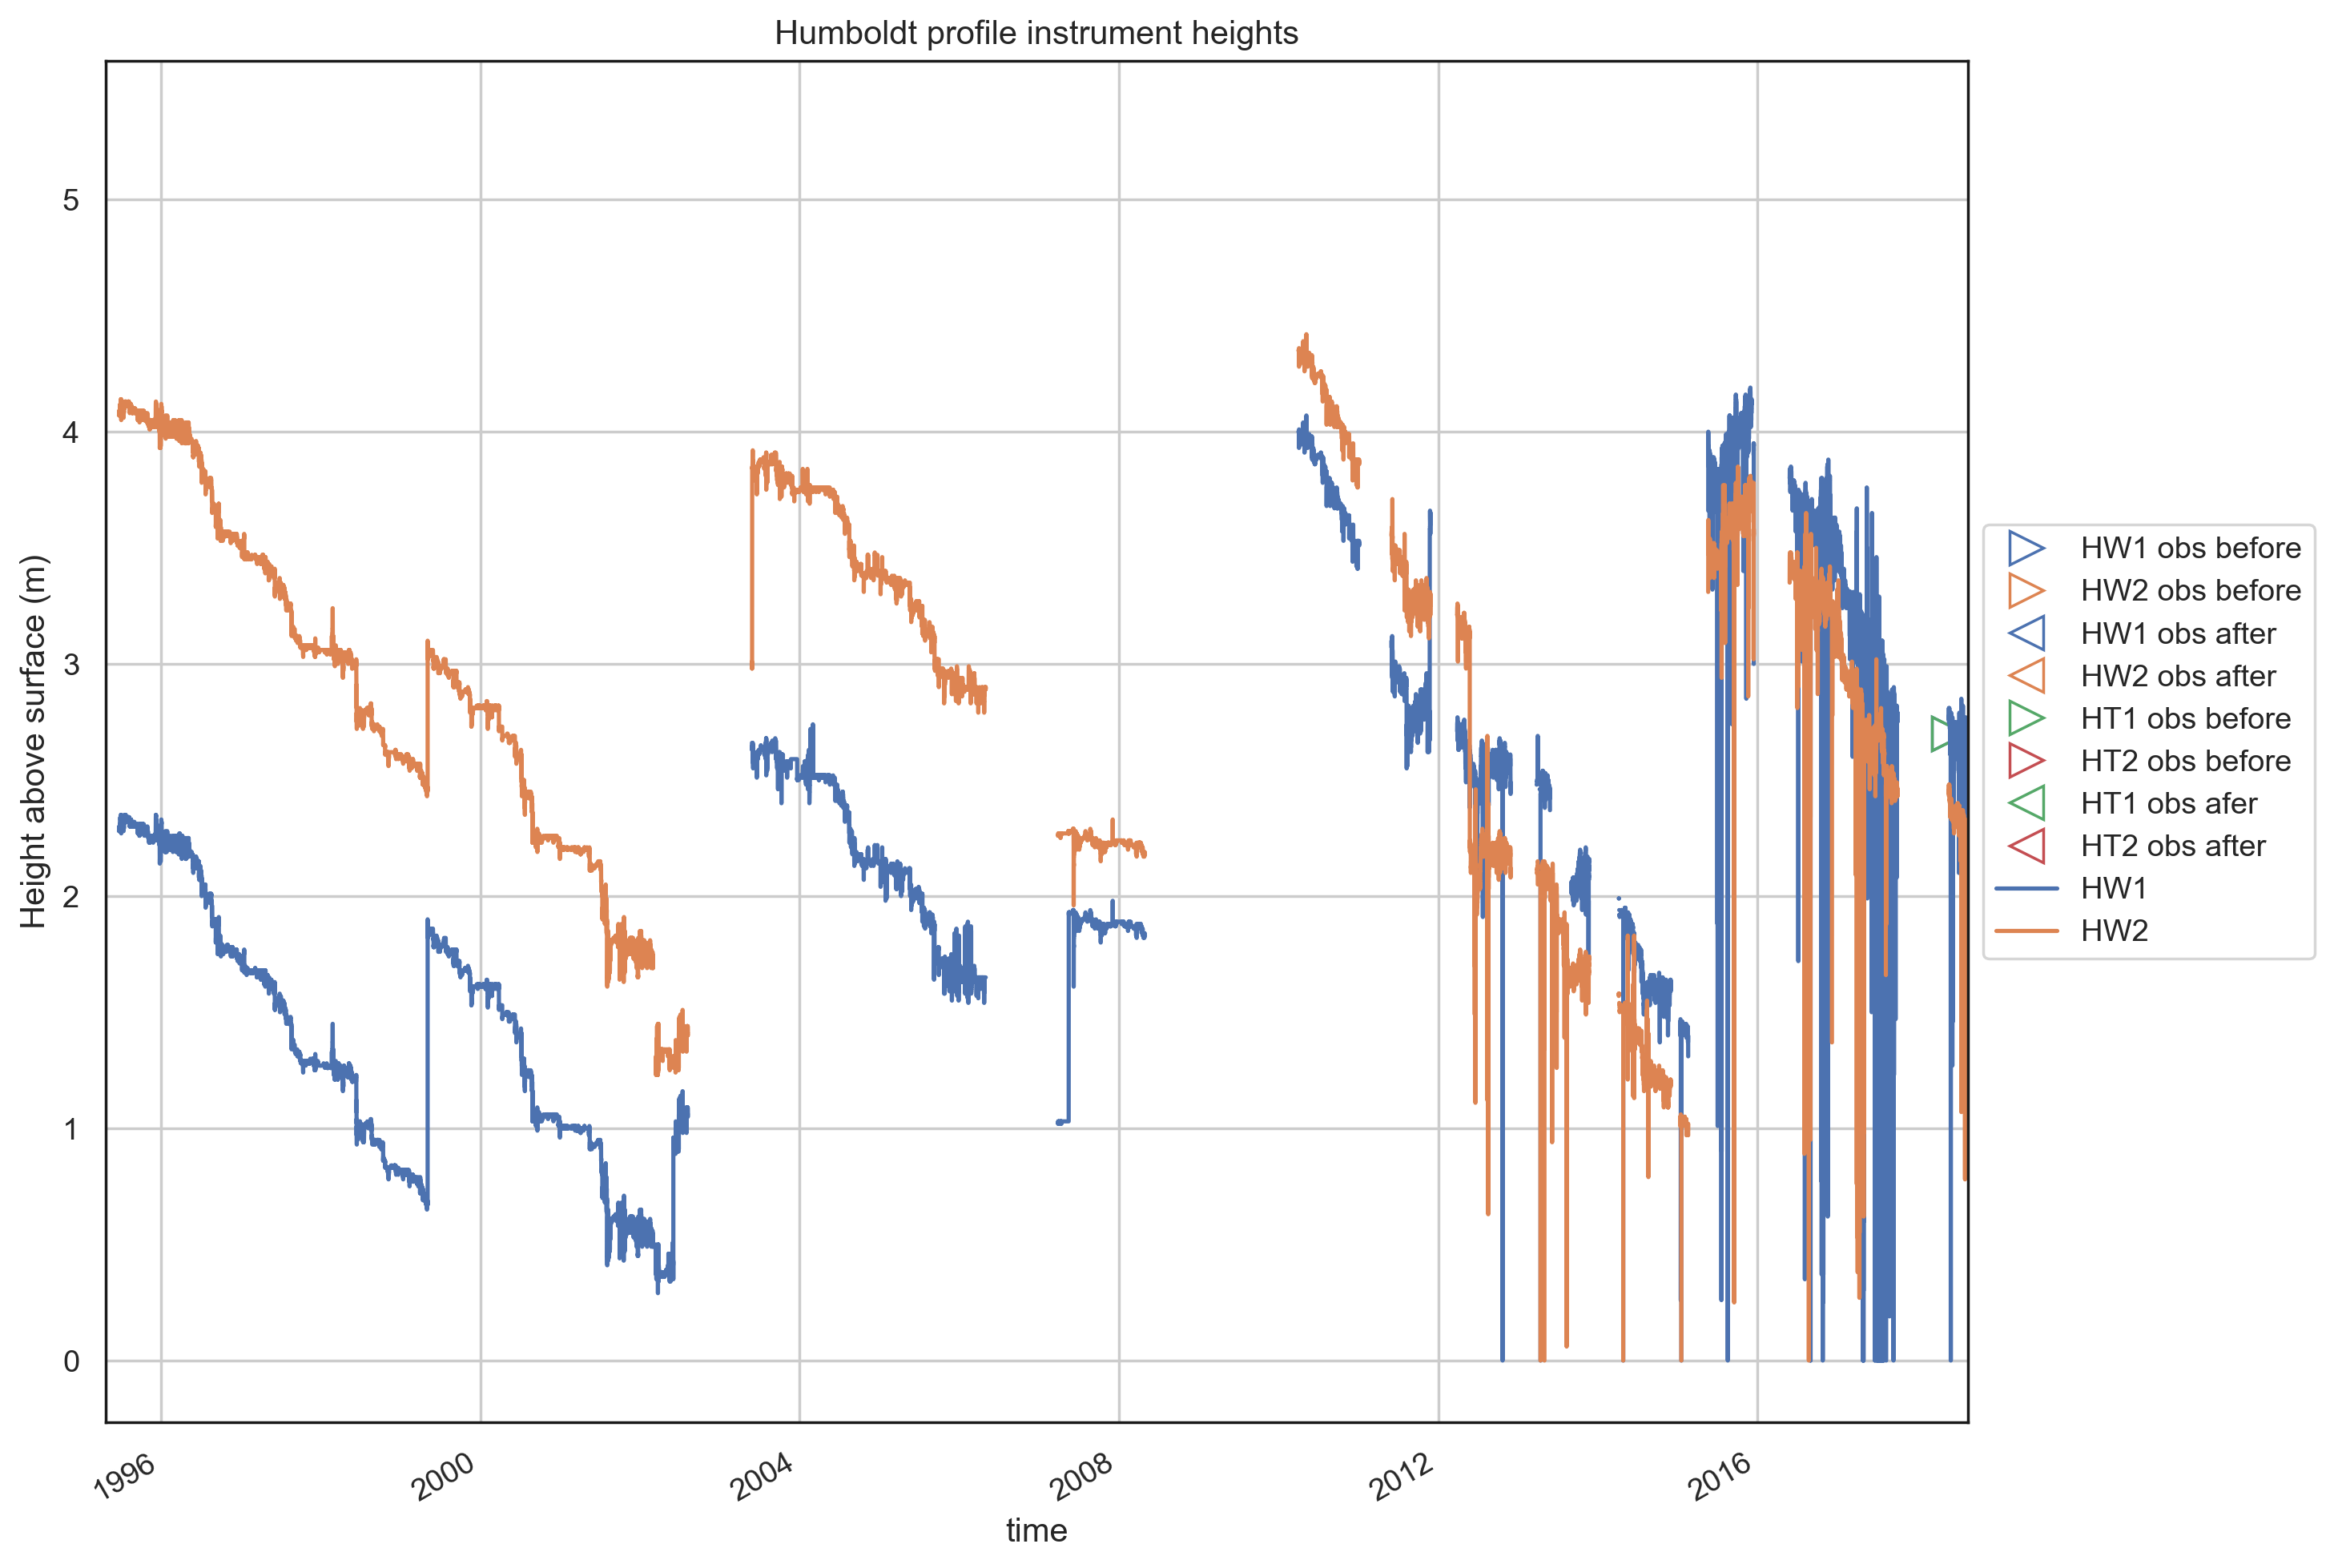 Humboldt profile instrument heights
Height above surface (m)
5
4
3
2
1
0
1996
2000
2004
2008
2012
2016
time
HW1 obs before
HW2 obs before
HW1 obs after
HW2 obs after
HT1 obs before
HT2 obs before
HT1 obs afer
HT2 obs after
HW1
HW2